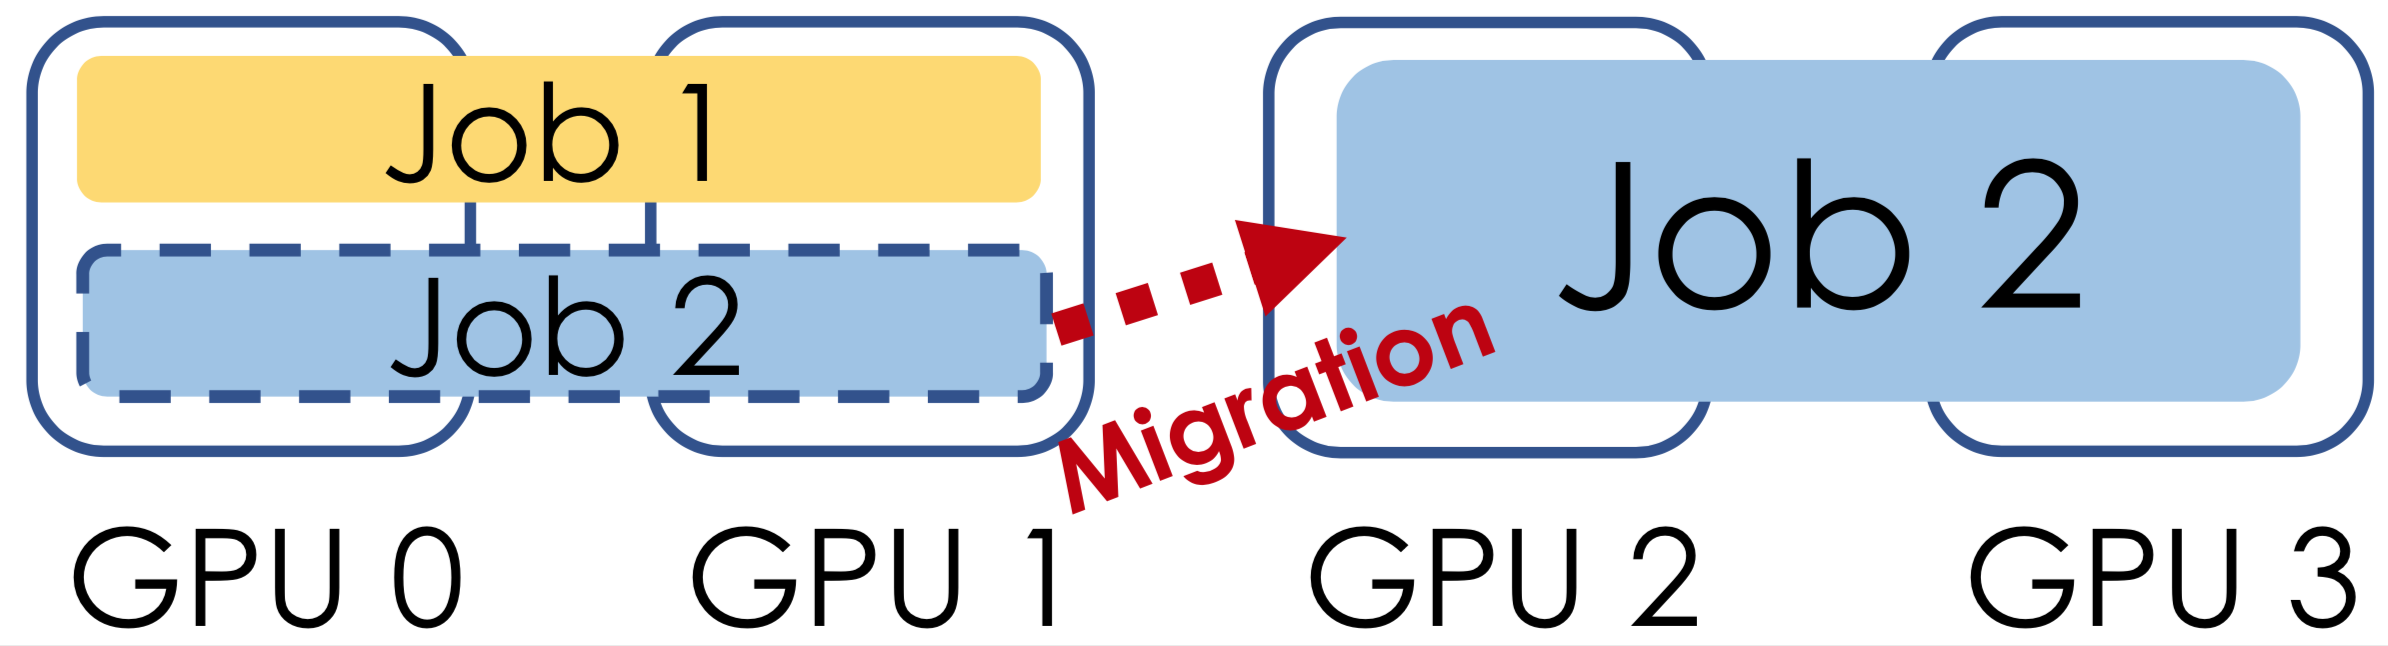 Job 1
Job 2
Migration
Job 2
GPU 0
GPU 1
GPU 2
GPU 3